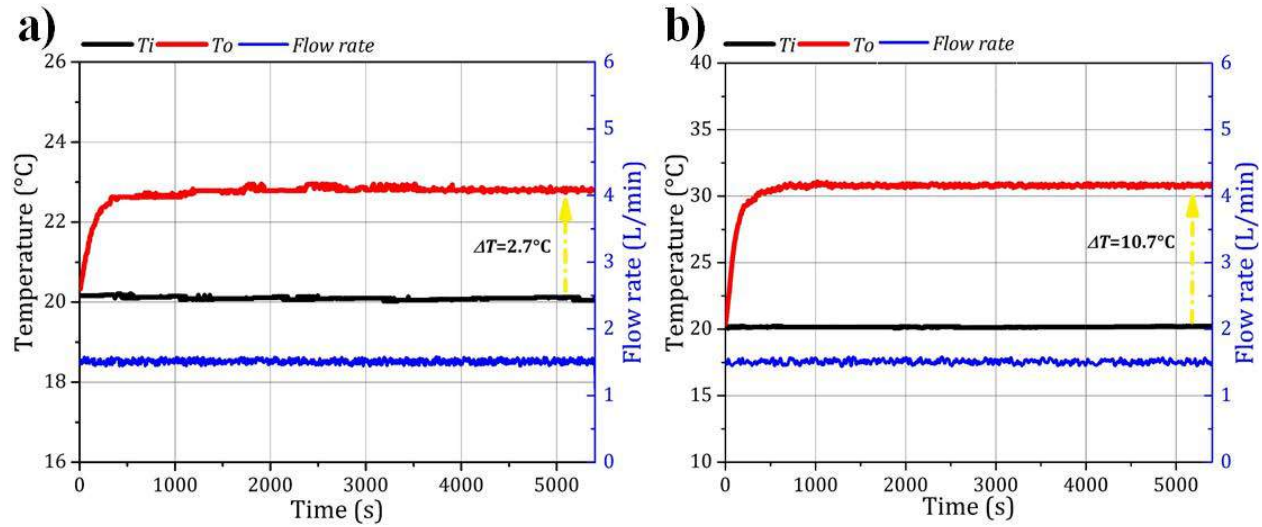 a)
Ti To Flow rate
26
24
22
20
18
16
Temperature (°C)
6
5
4
3
2
1
0
Flow rate (L/min)
ΔT=2.7°C
0 1000 2000 3000 4000 5000
Time (s)
b)
Ti To Flow rate
40
35
30
25
20
15
10
Temperature (°C)
6
5
4
3
2
1
0
Flow rate (L/min)
ΔT=10.7°C
0 1000 2000 3000 4000 5000
Time (s)